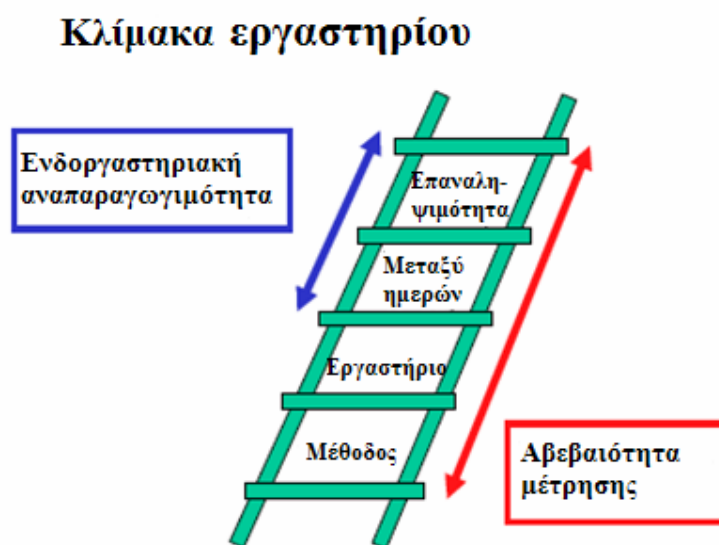 Κλίμακα εργαστηρίου
Ενδοργαστηριακή
αναπαραγωγιμότητα
Επαναλη-
ψιμότητα
Μεταξύ
ημερών
Εργαστήριο
Μέθοδος
Αβεβαιότητα
μέτρησης